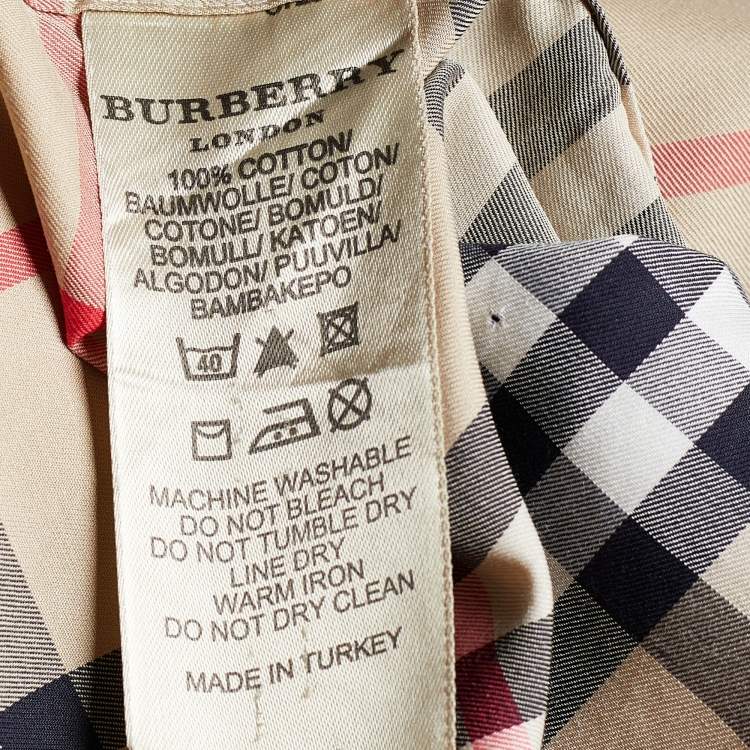 BURBERRY
LONDON
100% COTTON/
BAUMWOLLE/ COTON/
COTONE/ BOMULD/
BOMULL/ KATOEN/
ALGODON/ PUUVILLA/
BAMBAKEPO
40
MACHINE WASHABLE
DO NOT BLEACH
DO NOT TUMBLE DRY
LINE DRY
WARM IRON
DO NOT DRY CLEAN
MADE IN TURKEY